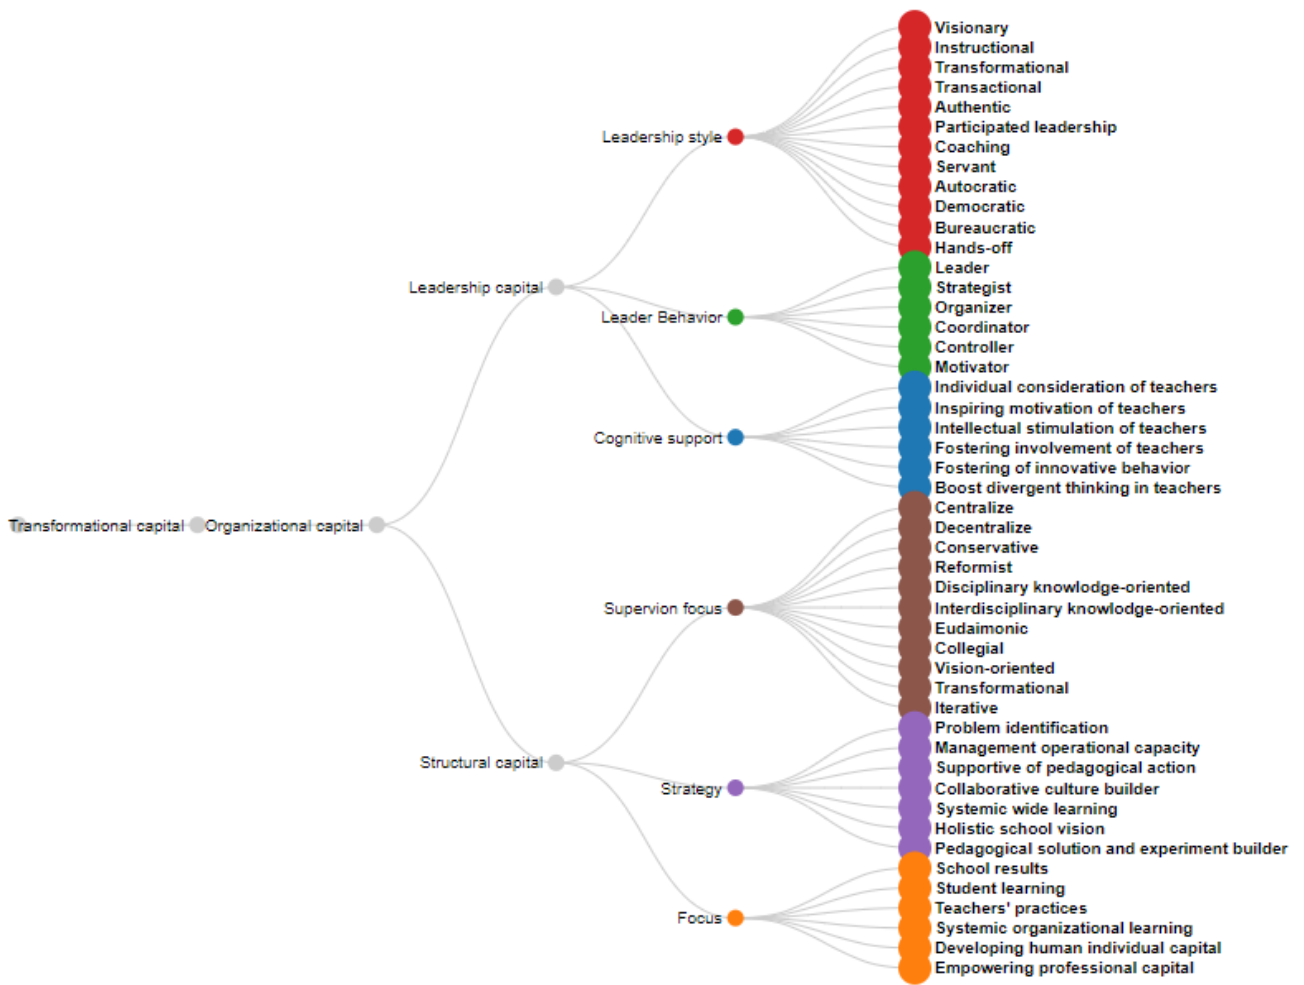 Visionary
Instructional
Transformational
Transactional
Authentic
Participated leadership
Coaching
Servant
Autocratic
Democratic
Bureaucratic
Hands-off
Leadership style
Leader
Strategist
Organizer
Coordinator
Controller
Motivator
Leadership capital
Leader Behavior
Individual consideration of teachers
Inspiring motivation of teachers
Intellectual stimulation of teachers
Fostering involvement of teachers
Fostering of innovative behavior
Boost divergent thinking in teachers
Cognitive support
Transformational capital
Organizational capital
Centralize
Decentralize
Conservative
Reformist
Disciplinary knowlodge-oriented
Interdisciplinary knowlodge-oriented
Eudaimonic
Collegial
Vision-oriented
Transformational
Iterative
Supervion focus
Structural capital
Problem identification
Management operational capacity
Supportive of pedagogical action
Collaborative culture builder
Systemic wide learning
Holistic school vision
Pedagogical solution and experiment builder
Strategy
School results
Student learning
Teachers' practices
Systemic organizational learning
Developing human individual capital
Empowering professional capital
Focus